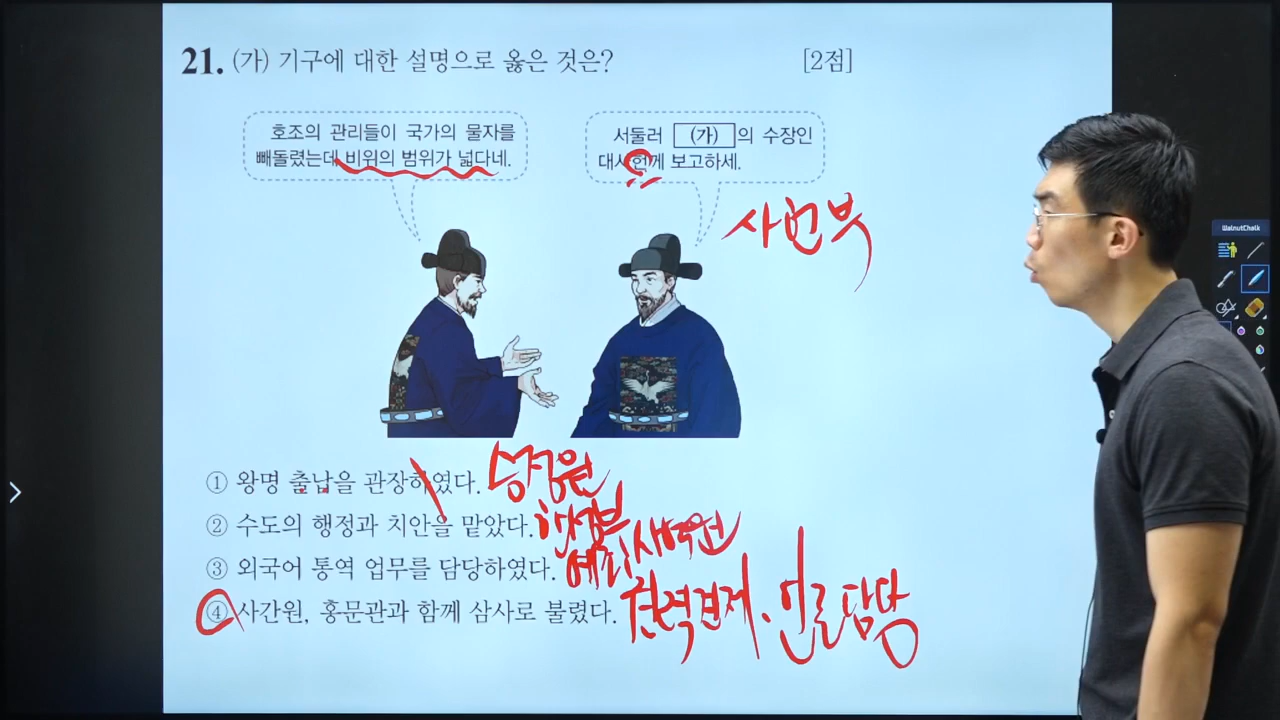 21. (가) 기구에 대한 설명으로 옳은 것은? [2점]
호조의 관리들이 국가의 물자를
빼돌렸는데 비위의 범위가 넓다네.
서둘러 (가)의 수장인
대사헌께 보고하세.
사헌부
① 왕명 출납을 관장하였다. 승정원
② 수도의 행정과 치안을 맡았다. 한성부
③ 외국어 통역 업무를 담당하였다. 예조, 사역원
④ 사간원, 홍문관과 함께 삼사로 불렸다. 권력견제·언론담당
WalnutChalk